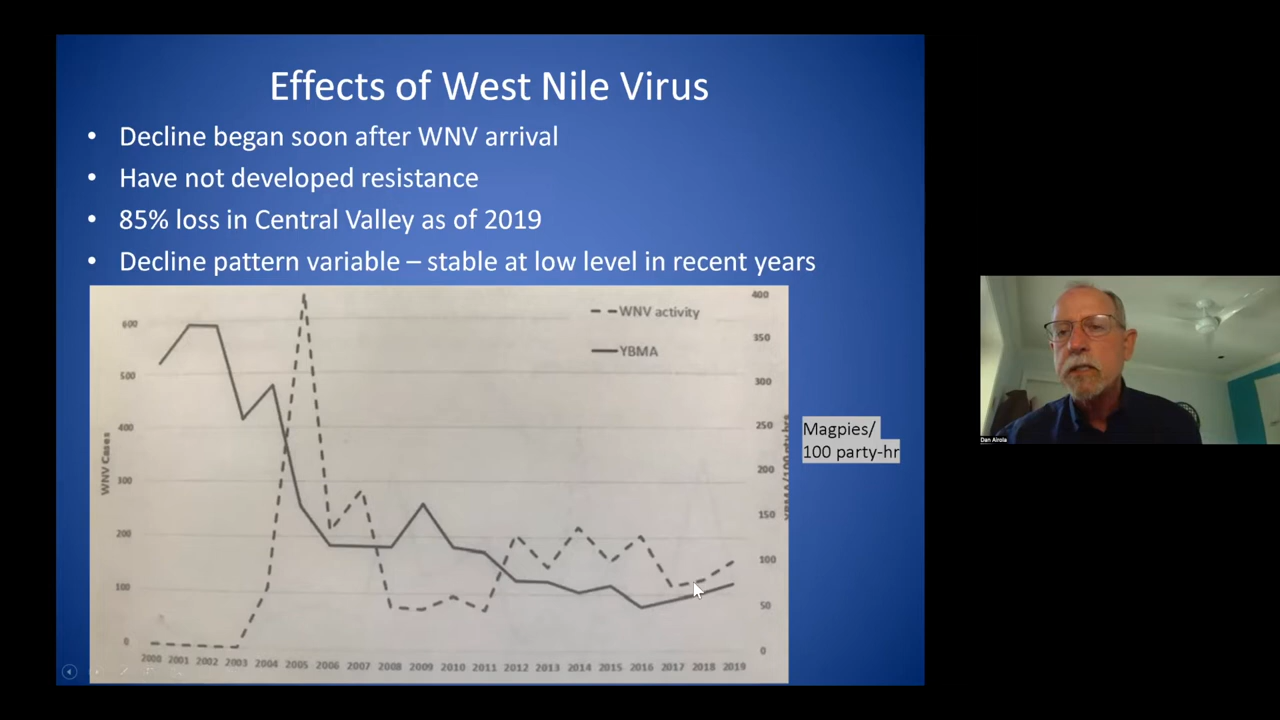 Effects of West Nile Virus
• Decline began soon after WNV arrival
• Have not developed resistance
• 85% loss in Central Valley as of 2019
• Decline pattern variable – stable at low level in recent years
WNV activity
YBMA
600
500
400
300
200
100
0
WNV Cases
400
350
300
250
200
150
100
50
0
Magpies/
100 party-hr
2000 2001 2002 2003 2004 2005 2006 2007 2008 2009 2010 2011 2012 2013 2014 2015 2016 2017 2018 2019
Dan Airola